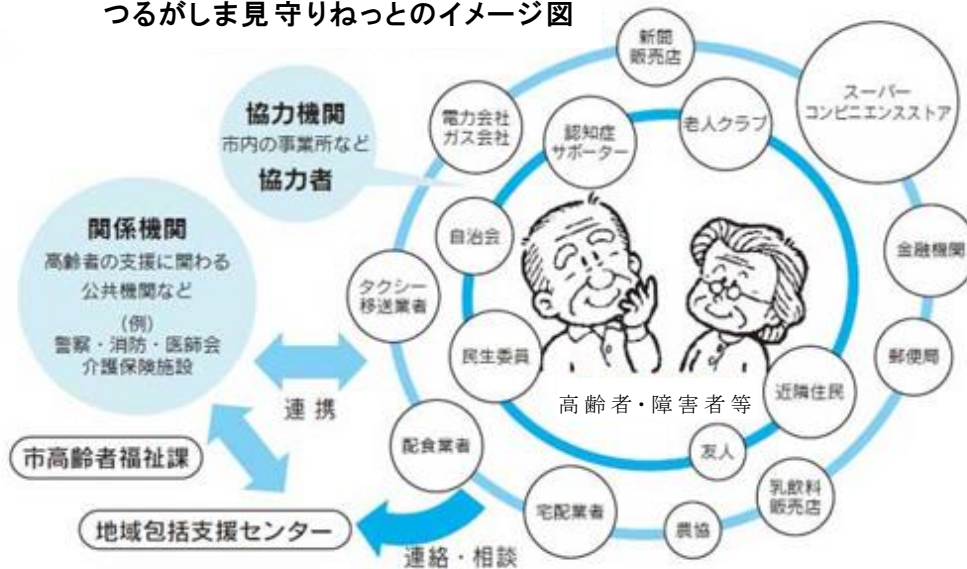 つるがしま見守りねっとのイメージ図
協力機関
市内の事業所など
協力者
関係機関
高齢者の支援に関わる
公共機関など
(例)
警察・消防・医師会
介護保険施設
連携
市高齢者福祉課
地域包括支援センター
連絡・相談
新聞
販売店
スーパー
コンビニエンスストア
電力会社
ガス会社
認知症
サポーター
老人クラブ
自治会
金融機関
タクシー
移送業者
民生委員
郵便局
高齢者・障害者等
近隣住民
配食業者
友人
乳飲料
販売店
宅配業者
農協